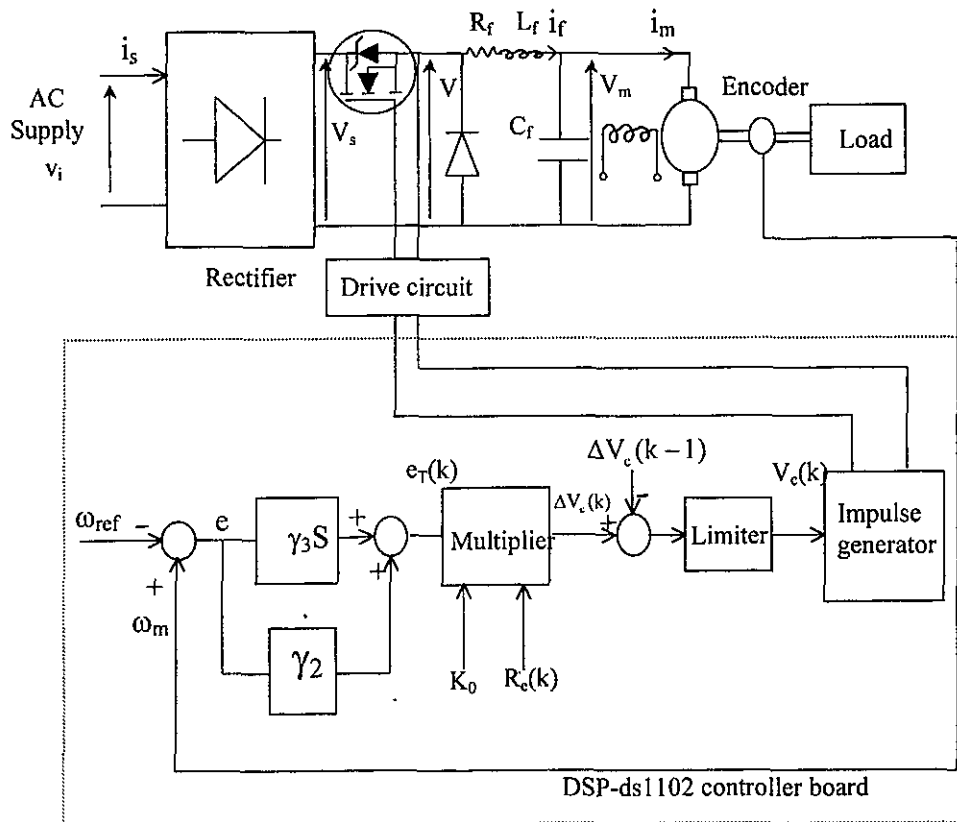 R_f L_f i_f i_m
i_s
AC
Supply
v_i
V_s
V
V_m
C_f
Encoder
Load
Rectifier
Drive circuit
ΔV_c(k−1)
e_T(k)
V_c(k)
ω_ref - e
γ_3S
+
Multiplier
ΔV_c(k)
+
-
Limiter
Impulse
generator
+
ω_m
+
γ_2
K_0
R_e(k)
DSP-ds1102 controller board